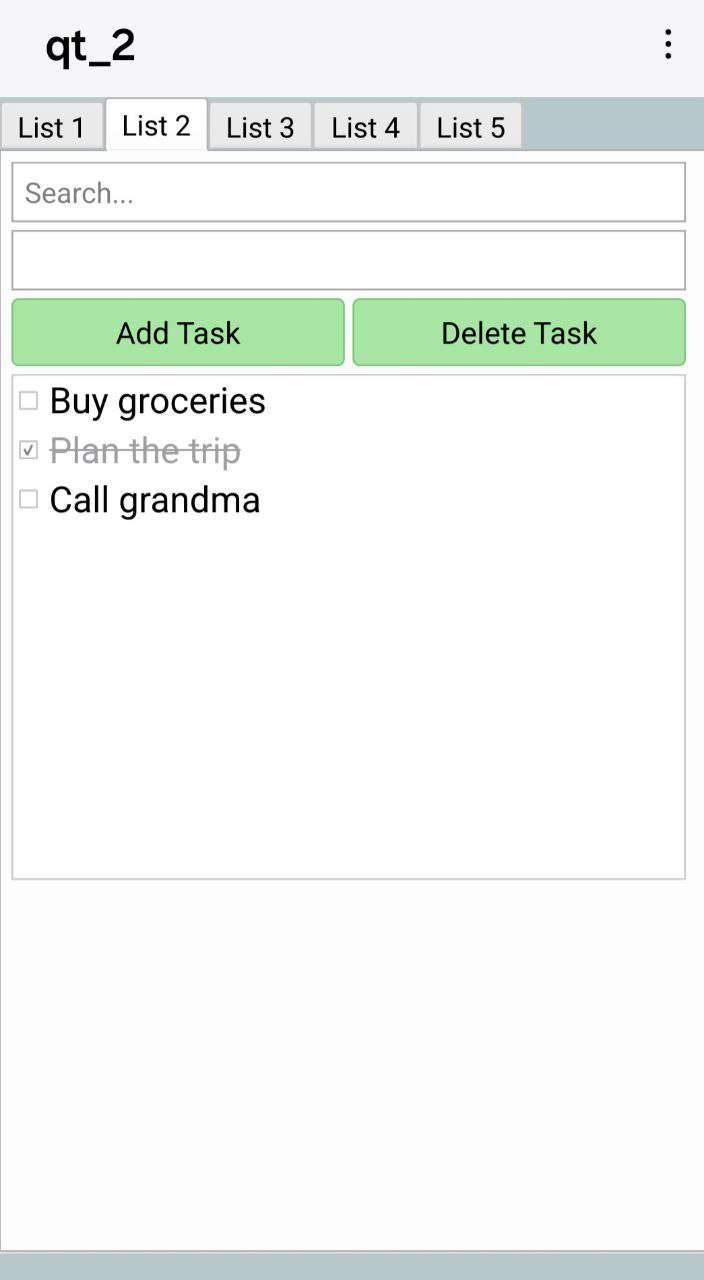 qt_2
List 1 List 2 List 3 List 4 List 5
Search...
Add Task Delete Task
Buy groceries
Plan the trip
Call grandma